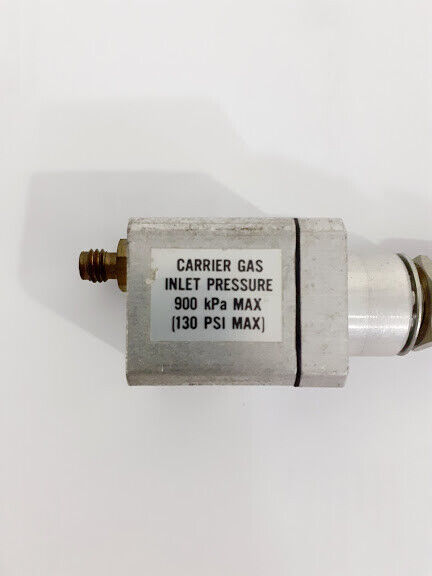 CARRIER GAS
INLET PRESSURE
900 kPa MAX
(130 PSI MAX)